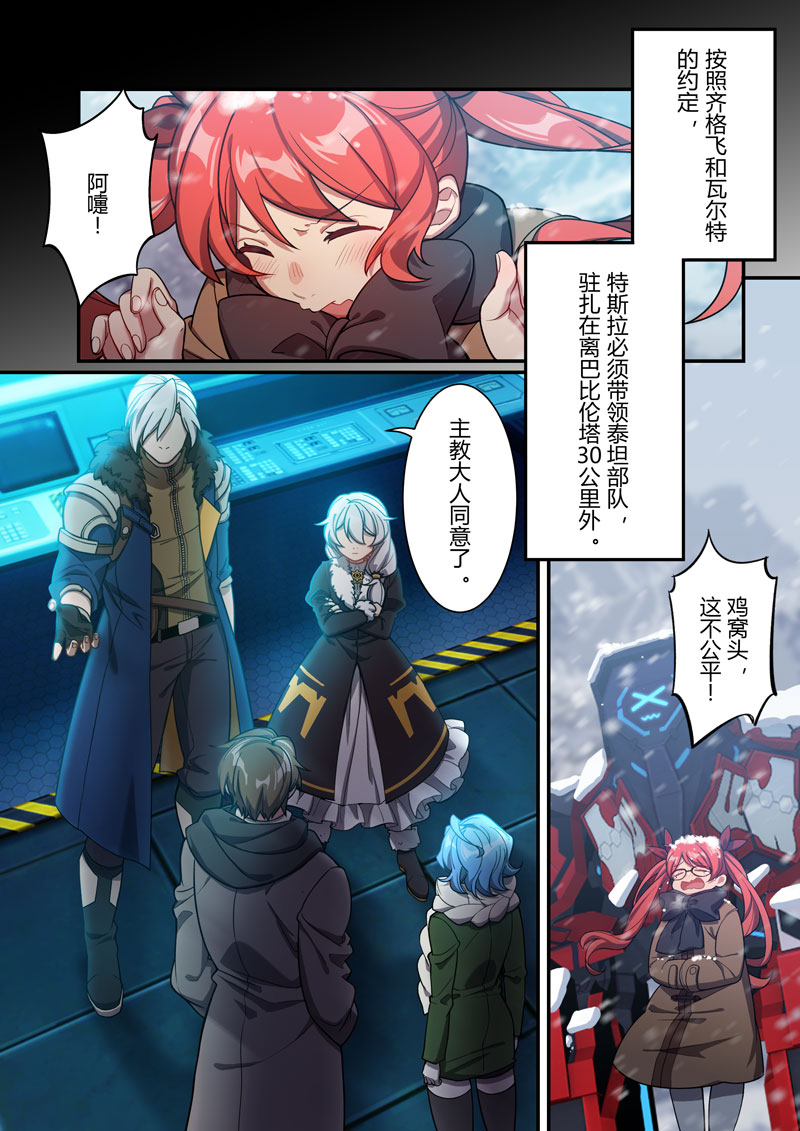 按照齐格飞和瓦尔特
的约定，
阿嚏！
特斯拉必须带领泰坦部队，
驻扎在离巴比伦塔30公里外。
主教大人同意了。
鸡窝头，
这不公平！